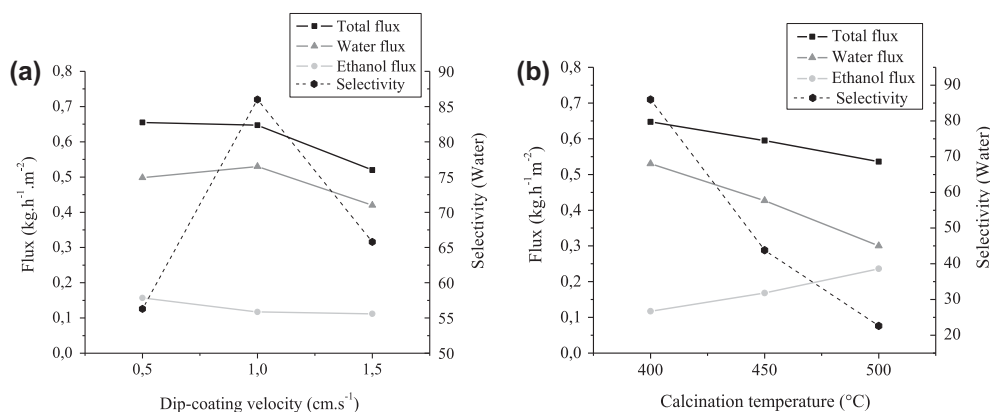 (a)
Total flux
Water flux
Ethanol flux
Selectivity
0,8
0,7
0,6
0,5
0,4
0,3
0,2
0,1
0,0
Flux (kg.h⁻¹.m⁻²)
90
85
80
75
70
65
60
55
50
Selectivity (Water)
0,5 1,0 1,5
Dip-coating velocity (cm.s⁻¹)
(b)
Total flux
Water flux
Ethanol flux
Selectivity
0,8
0,7
0,6
0,5
0,4
0,3
0,2
0,1
0,0
Flux (kg.h⁻¹ m⁻²)
90
80
70
60
50
40
30
20
Selectivity (Water)
400 450 500
Calcination temperature (°C)